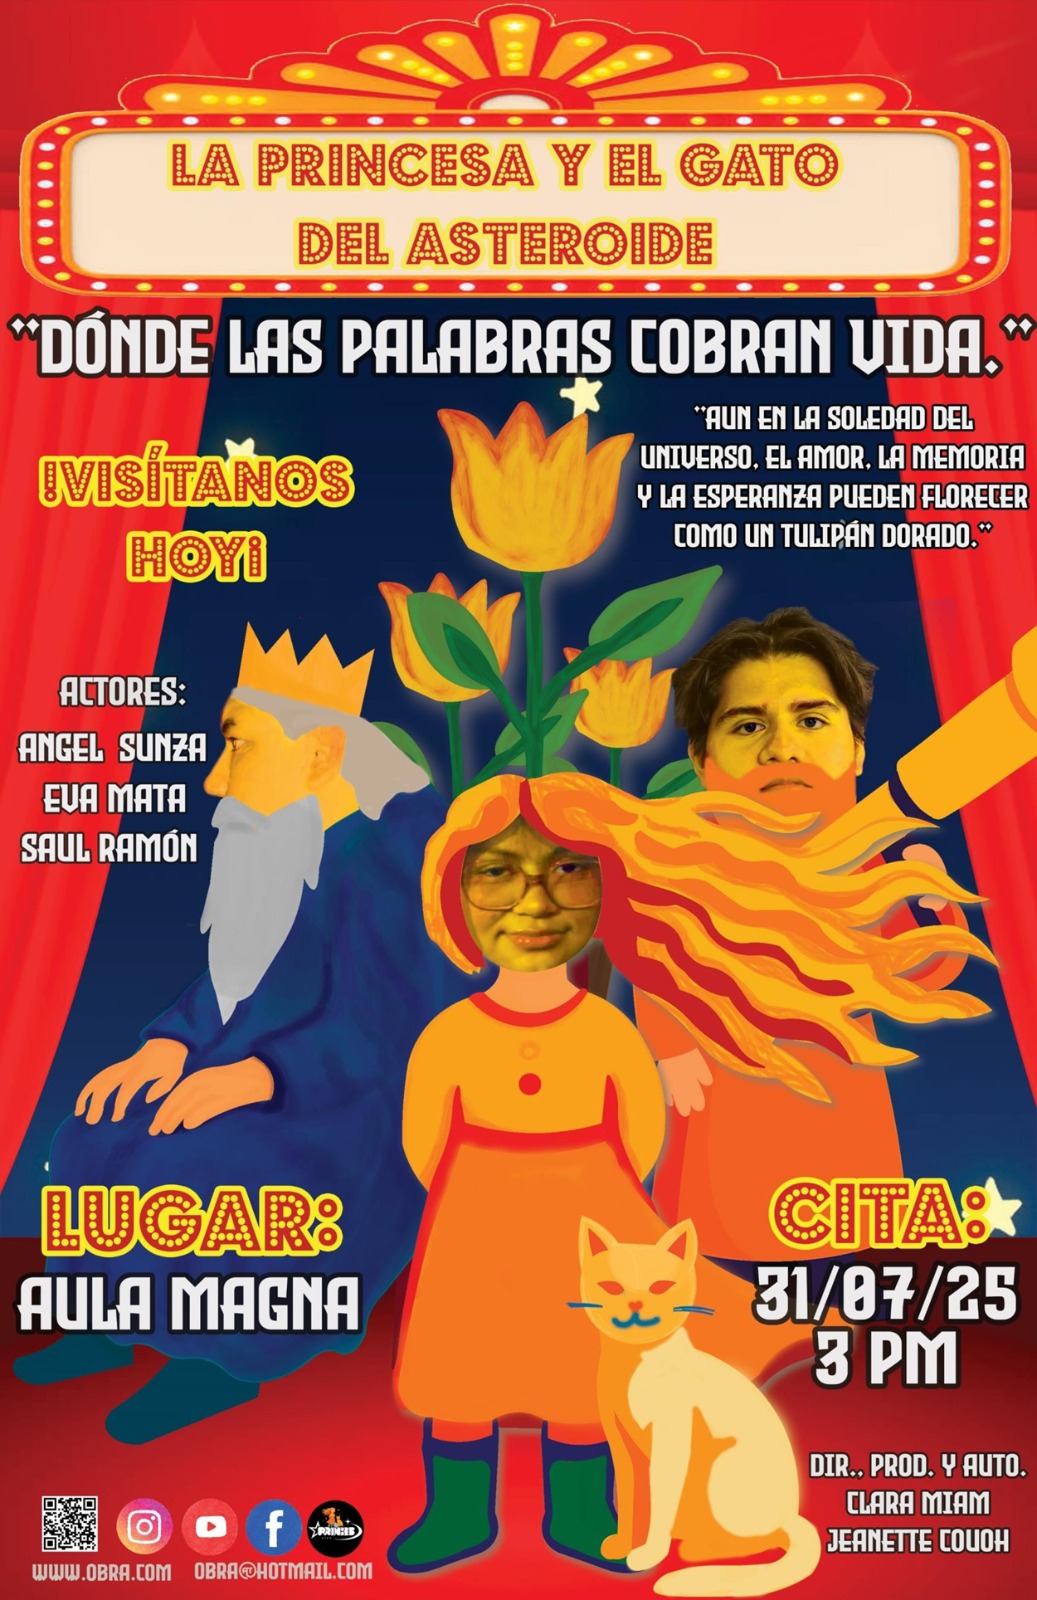 LA PRINCESA Y EL GATO
DEL ASTEROIDE
"DÓNDE LAS PALABRAS COBRAN VIDA."
"AUN EN LA SOLEDAD DEL
UNIVERSO, EL AMOR, LA MEMORIA
Y LA ESPERANZA PUEDEN FLORECER
COMO UN TULIPÁN DORADO."
!VISÍTANOS
HOY¡
ACTORES:
ANGEL SUNZA
EVA MATA
SAUL RAMÓN
LUGAR:
AULA MAGNA
CITA:
31/07/25
3 PM
DIR., PROD. Y AUTO.
CLARA MIAM
JEANETTE COUOH
WWW.OBRA.COM
OBRA@HOTMAIL.COM